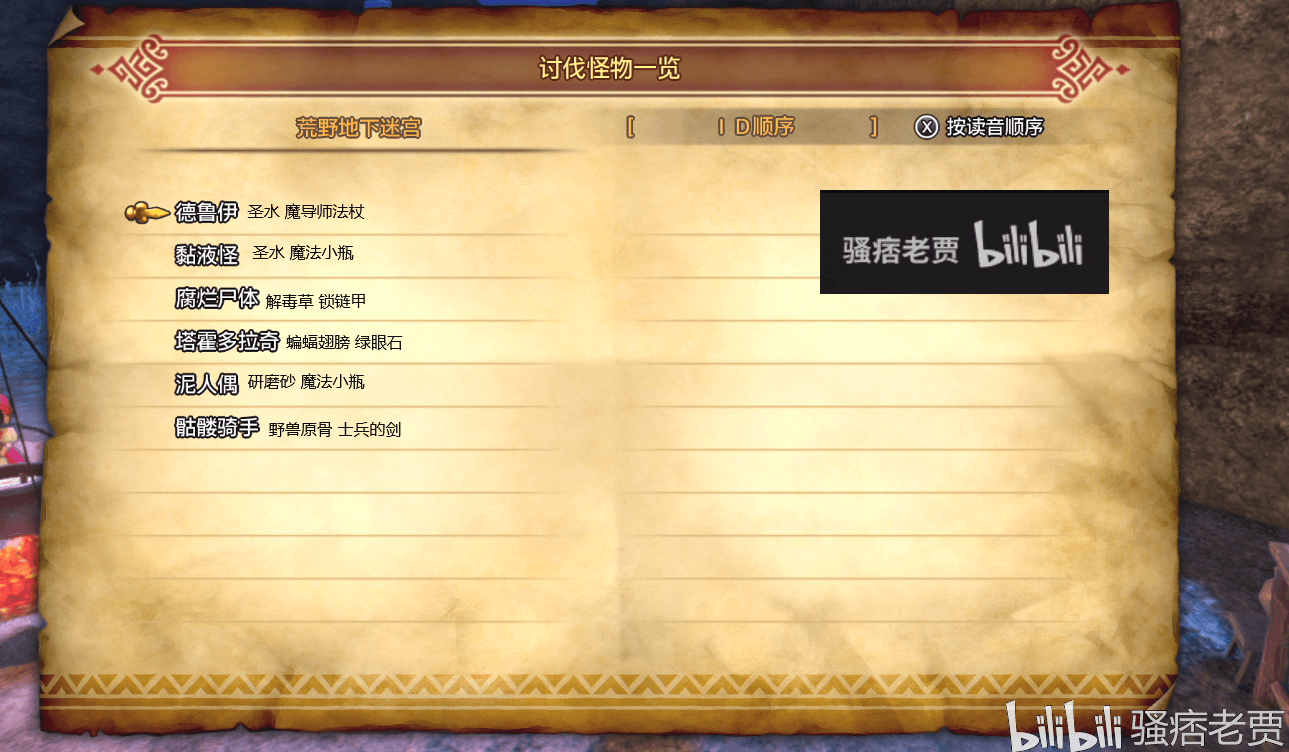 讨伐怪物一览
荒野地下迷宫 [ ID顺序 ] X 按读音顺序
德鲁伊 圣水 魔导师法杖
黏液怪 圣水 魔法小瓶
腐烂尸体 解毒草 锁链甲
塔霍多拉奇 蝙蝠翅膀 绿眼石
泥人偶 研磨砂 魔法小瓶
骷髅骑手 野兽原骨 士兵的剑
骚痞老贾 bilibili
bilibili 骚痞老贾